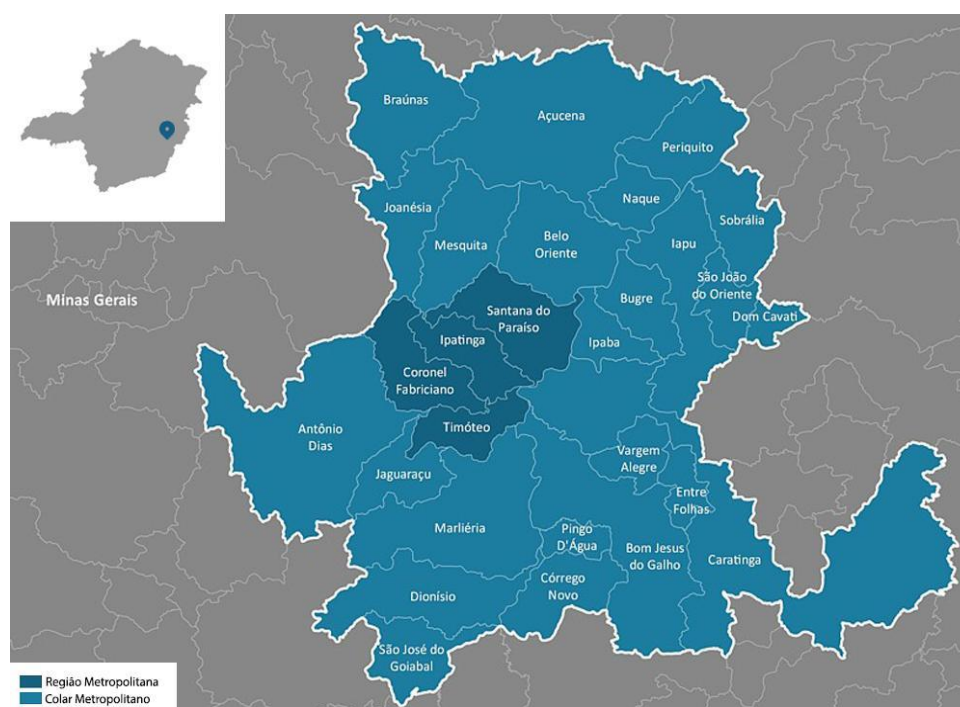 Braúnas
Açucena
Periquito
Joanésia
Naque
Sobrália
Mesquita
Belo
Oriente
Iapu
São João
do Oriente
Minas Gerais
Bugre
Santana do
Paraíso
Dom Cavati
Ipatinga
Ipaba
Coronel
Fabriciano
Antônio
Dias
Timóteo
Vargem
Alegre
Jaguaraçu
Entre
Folhas
Marliéria
Pingo
D'Água
Bom Jesus
do Galho
Caratinga
Dionísio
Córrego
Novo
São José do
Goiabal
Região Metropolitana
Colar Metropolitano